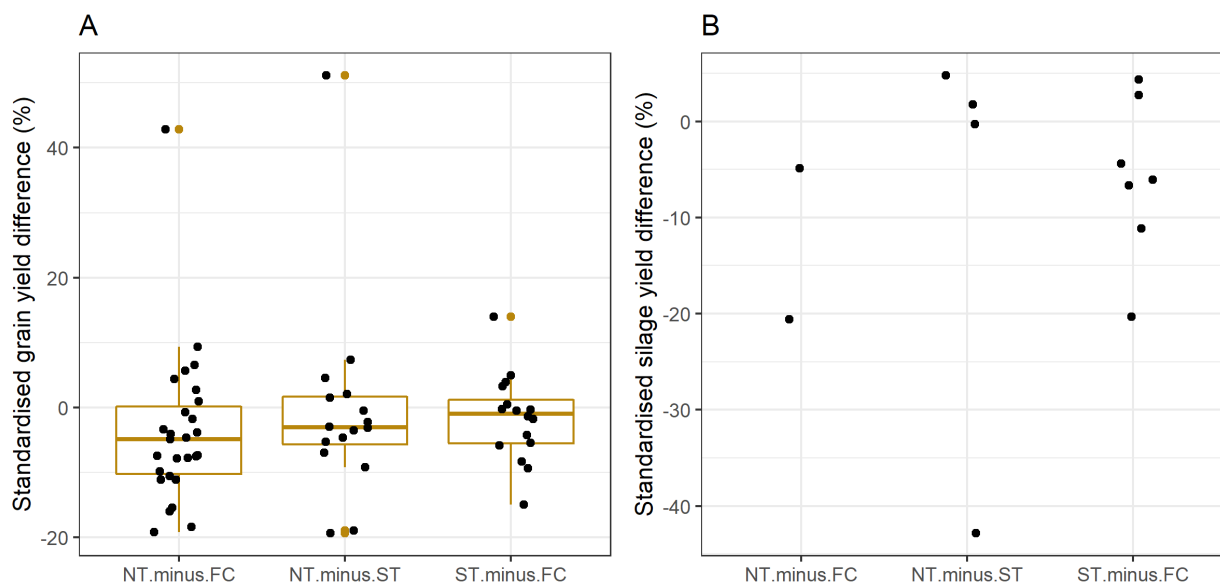 A
Standardised grain yield difference (%)
40
20
0
-20
NT.minus.FC NT.minus.ST ST.minus.FC
B
Standardised silage yield difference (%)
0
-10
-20
-30
-40
NT.minus.FC NT.minus.ST ST.minus.FC